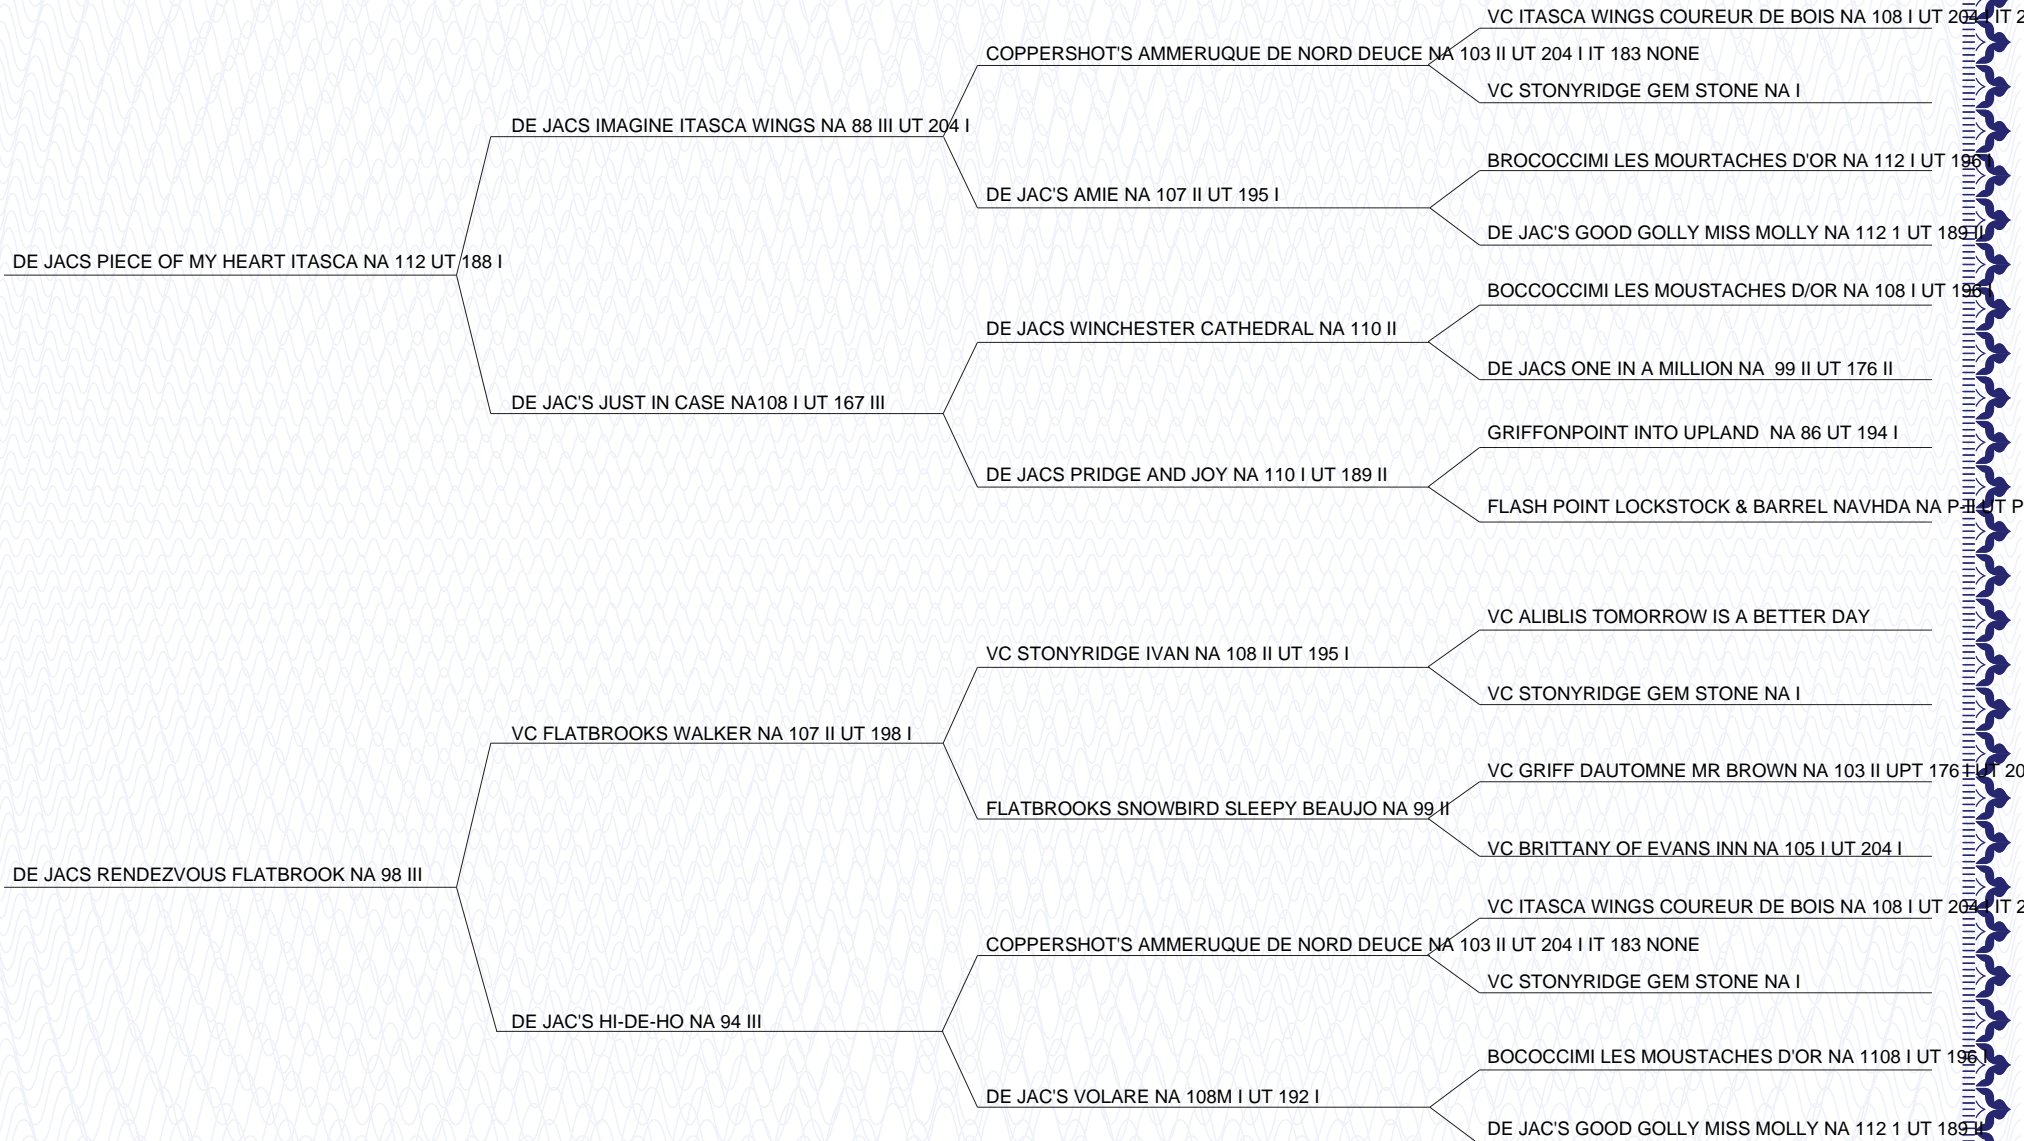 VC ITASCA WINGS COUREUR DE BOIS NA 108 I UT 204 I IT 2
COPPERSHOT'S AMMERUQUE DE NORD DEUCE NA 103 II UT 204 I IT 183 NONE
VC STONYRIDGE GEM STONE NA I
DE JACS IMAGINE ITASCA WINGS NA 88 III UT 204 I
BROCOCCIMI LES MOURTACHES D'OR NA 112 I UT 196 I
DE JAC'S AMIE NA 107 II UT 195 I
DE JAC'S GOOD GOLLY MISS MOLLY NA 112 1 UT 189 II
DE JACS PIECE OF MY HEART ITASCA NA 112 UT 188 I
BOCCOCCIMI LES MOUSTACHES D/OR NA 108 I UT 196 I
DE JACS WINCHESTER CATHEDRAL NA 110 II
DE JACS ONE IN A MILLION NA  99 II UT 176 II
DE JAC'S JUST IN CASE NA108 I UT 167 III
GRIFFONPOINT INTO UPLAND  NA 86 UT 194 I
DE JACS PRIDGE AND JOY NA 110 I UT 189 II
FLASH POINT LOCKSTOCK & BARREL NAVHDA NA P-II UT P
VC ALIBLIS TOMORROW IS A BETTER DAY
VC STONYRIDGE IVAN NA 108 II UT 195 I
VC STONYRIDGE GEM STONE NA I
VC FLATBROOKS WALKER NA 107 II UT 198 I
VC GRIFF DAUTOMNE MR BROWN NA 103 II UPT 176 I UT 20
FLATBROOKS SNOWBIRD SLEEPY BEAUJO NA 99 II
VC BRITTANY OF EVANS INN NA 105 I UT 204 I
DE JACS RENDEZVOUS FLATBROOK NA 98 III
VC ITASCA WINGS COUREUR DE BOIS NA 108 I UT 204 I IT 2
COPPERSHOT'S AMMERUQUE DE NORD DEUCE NA 103 II UT 204 I IT 183 NONE
VC STONYRIDGE GEM STONE NA I
DE JAC'S HI-DE-HO NA 94 III
BOCOCCIMI LES MOUSTACHES D'OR NA 1108 I UT 196 I
DE JAC'S VOLARE NA 108M I UT 192 I
DE JAC'S GOOD GOLLY MISS MOLLY NA 112 1 UT 189 II